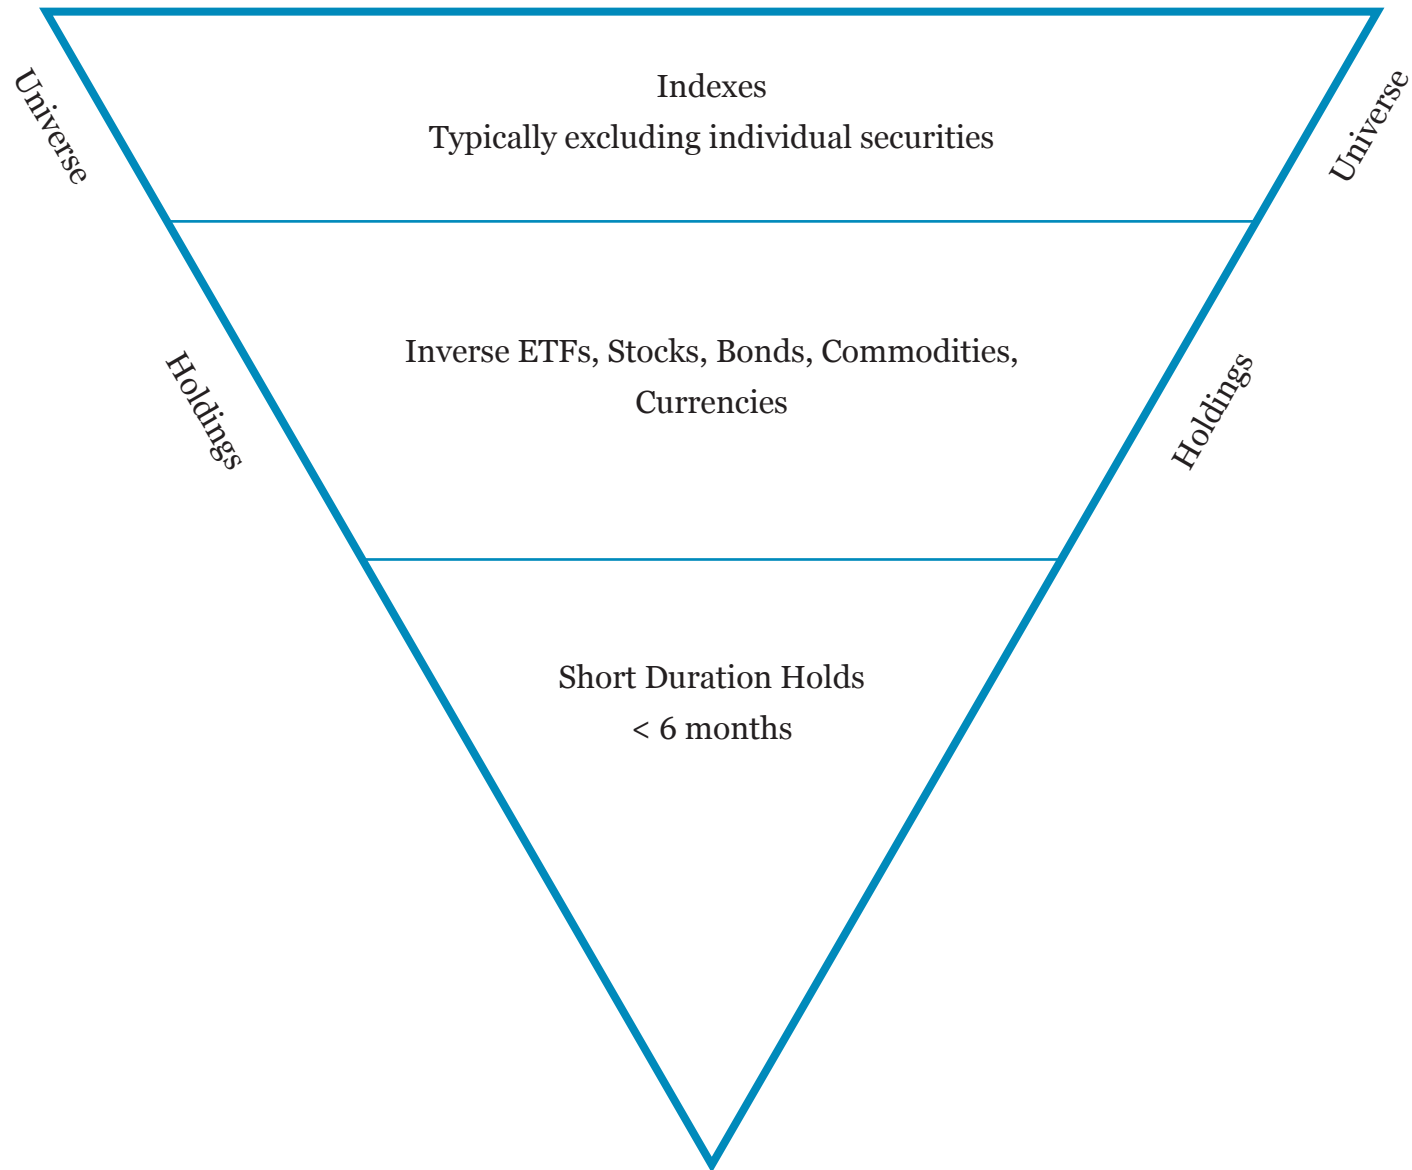 Universe
Indexes
Typically excluding individual securities
Universe
Holdings
Inverse ETFs, Stocks, Bonds, Commodities,
Currencies
Holdings
Short Duration Holds
< 6 months